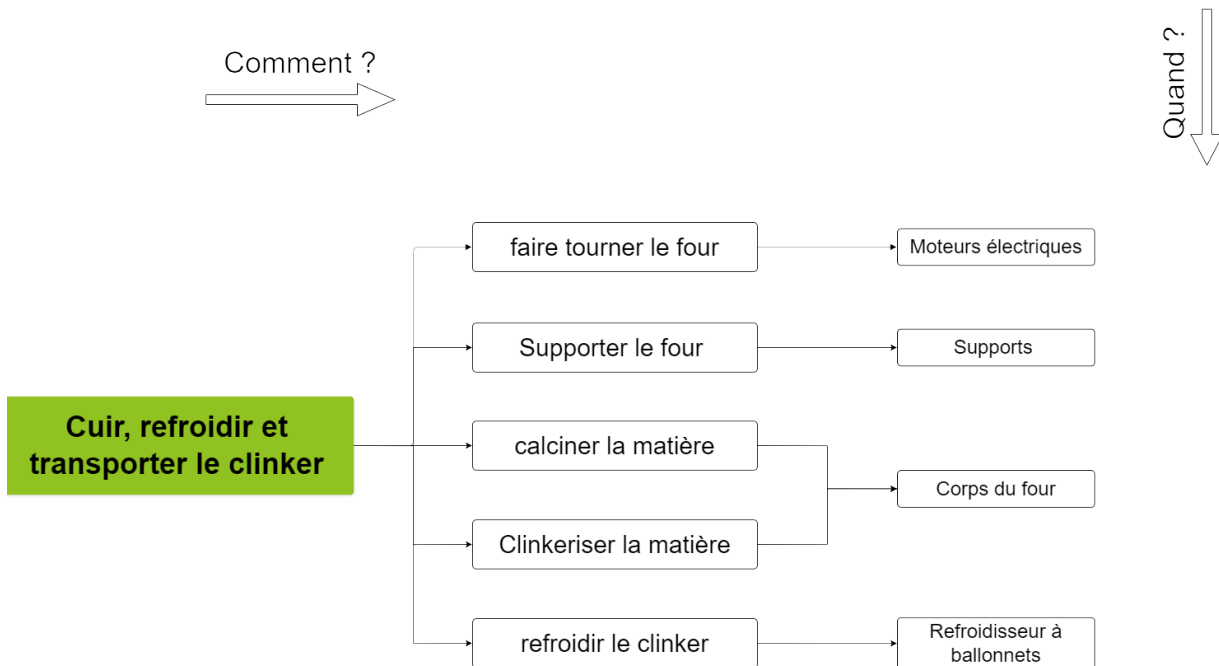 Comment ?
Quand ?
faire tourner le four
Moteurs électriques
Supporter le four
Supports
Cuir, refroidir et
transporter le clinker
calciner la matière
Corps du four
Clinkeriser la matière
refroidir le clinker
Refroidisseur à
ballonnets